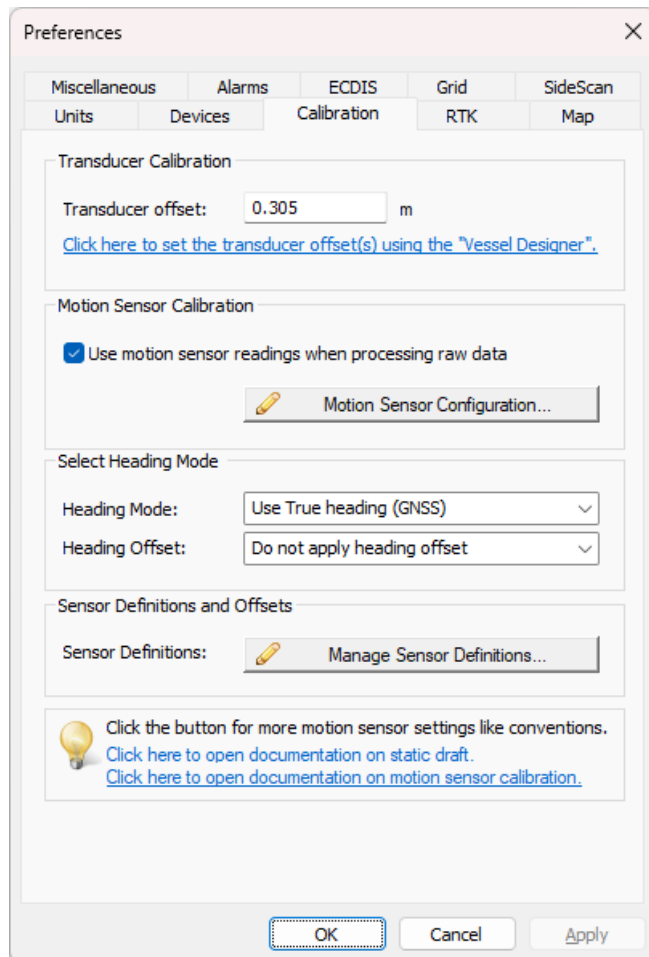 Preferences
Miscellaneous Alarms ECDIS Grid SideScan
Units Devices Calibration RTK Map
Transducer Calibration
Transducer offset: 0.305 m
Click here to set the transducer offset(s) using the "Vessel Designer".
Motion Sensor Calibration
Use motion sensor readings when processing raw data
Motion Sensor Configuration...
Select Heading Mode
Heading Mode: Use True heading (GNSS)
Heading Offset: Do not apply heading offset
Sensor Definitions and Offsets
Sensor Definitions: Manage Sensor Definitions...
Click the button for more motion sensor settings like conventions.
Click here to open documentation on static draft.
Click here to open documentation on motion sensor calibration.
OK Cancel Apply